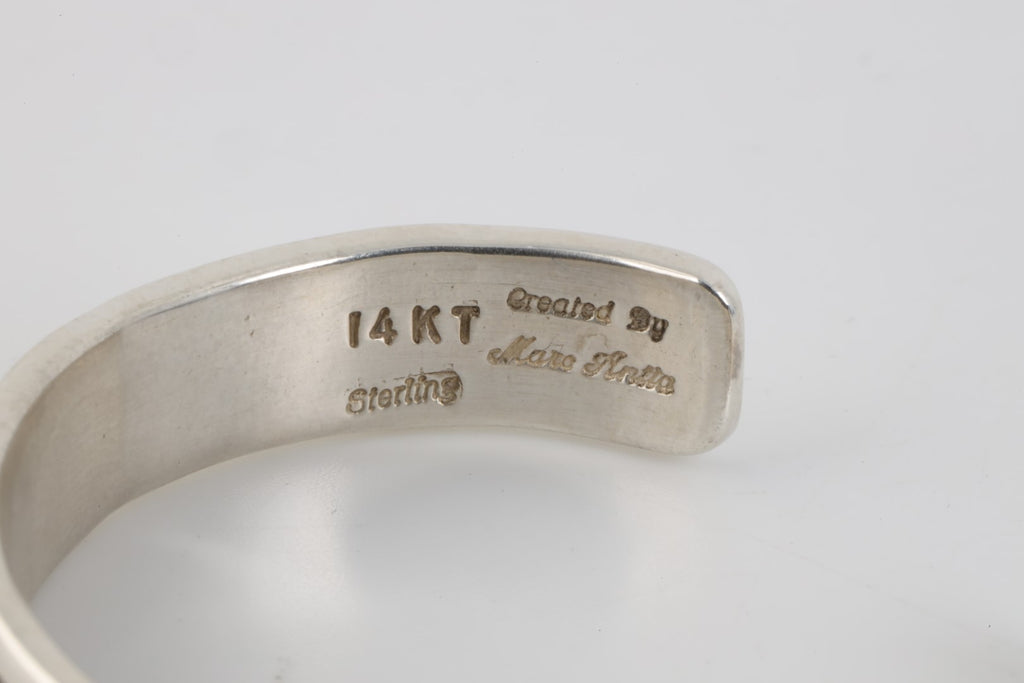 14KT
Sterling
Created By
Marc Antia